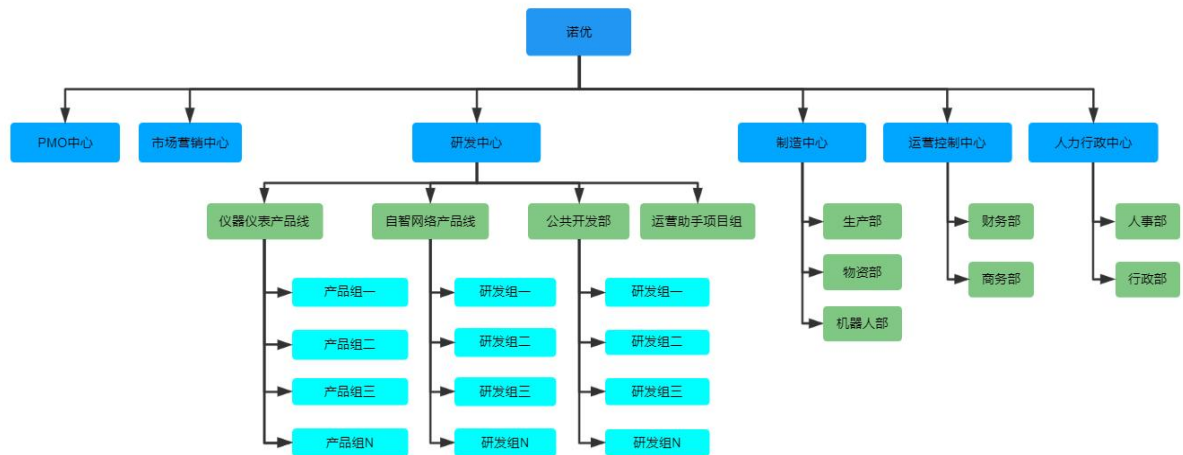 诺优
PMO中心
市场营销中心
研发中心
制造中心
运营控制中心
人力行政中心
仪器仪表产品线
自智网络产品线
公共开发部
运营助手项目组
生产部
财务部
人事部
物资部
商务部
行政部
机器人部
产品组一
研发组一
研发组一
产品组二
研发组二
研发组二
产品组三
研发组三
研发组三
产品组N
研发组N
研发组N